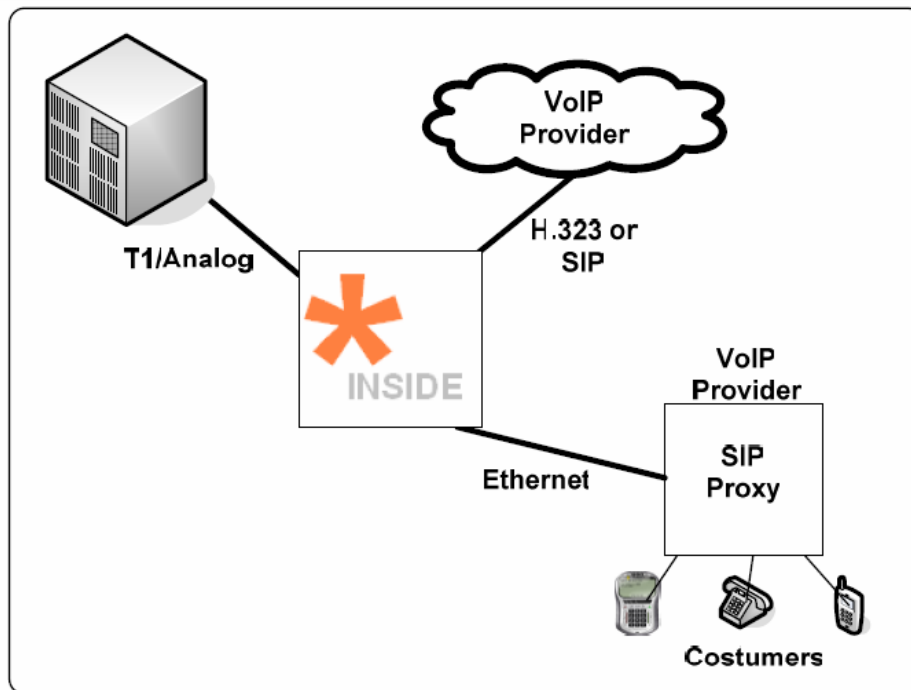 VoIP
Provider
T1/Analog
H.323 or
SIP
INSIDE
VoIP
Provider
SIP
Proxy
Ethernet
Costumers